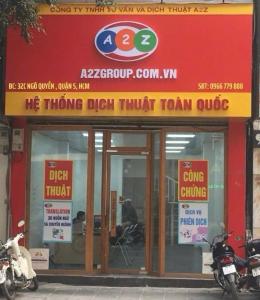 CÔNG TY TNHH TƯ VẤN VÀ DỊCH THUẬT A2Z
A2Z
A2ZGROUP.COM.VN
ĐC: 32C NGÔ QUYỀN, QUẬN 5, HCM
SĐT: 0966 779 888
HỆ THỐNG DỊCH THUẬT TOÀN QUỐC
DỊCH
THUẬT
CÔNG
CHỨNG
TRANSLATION
DỊCH VỤ
PHIÊN DỊCH